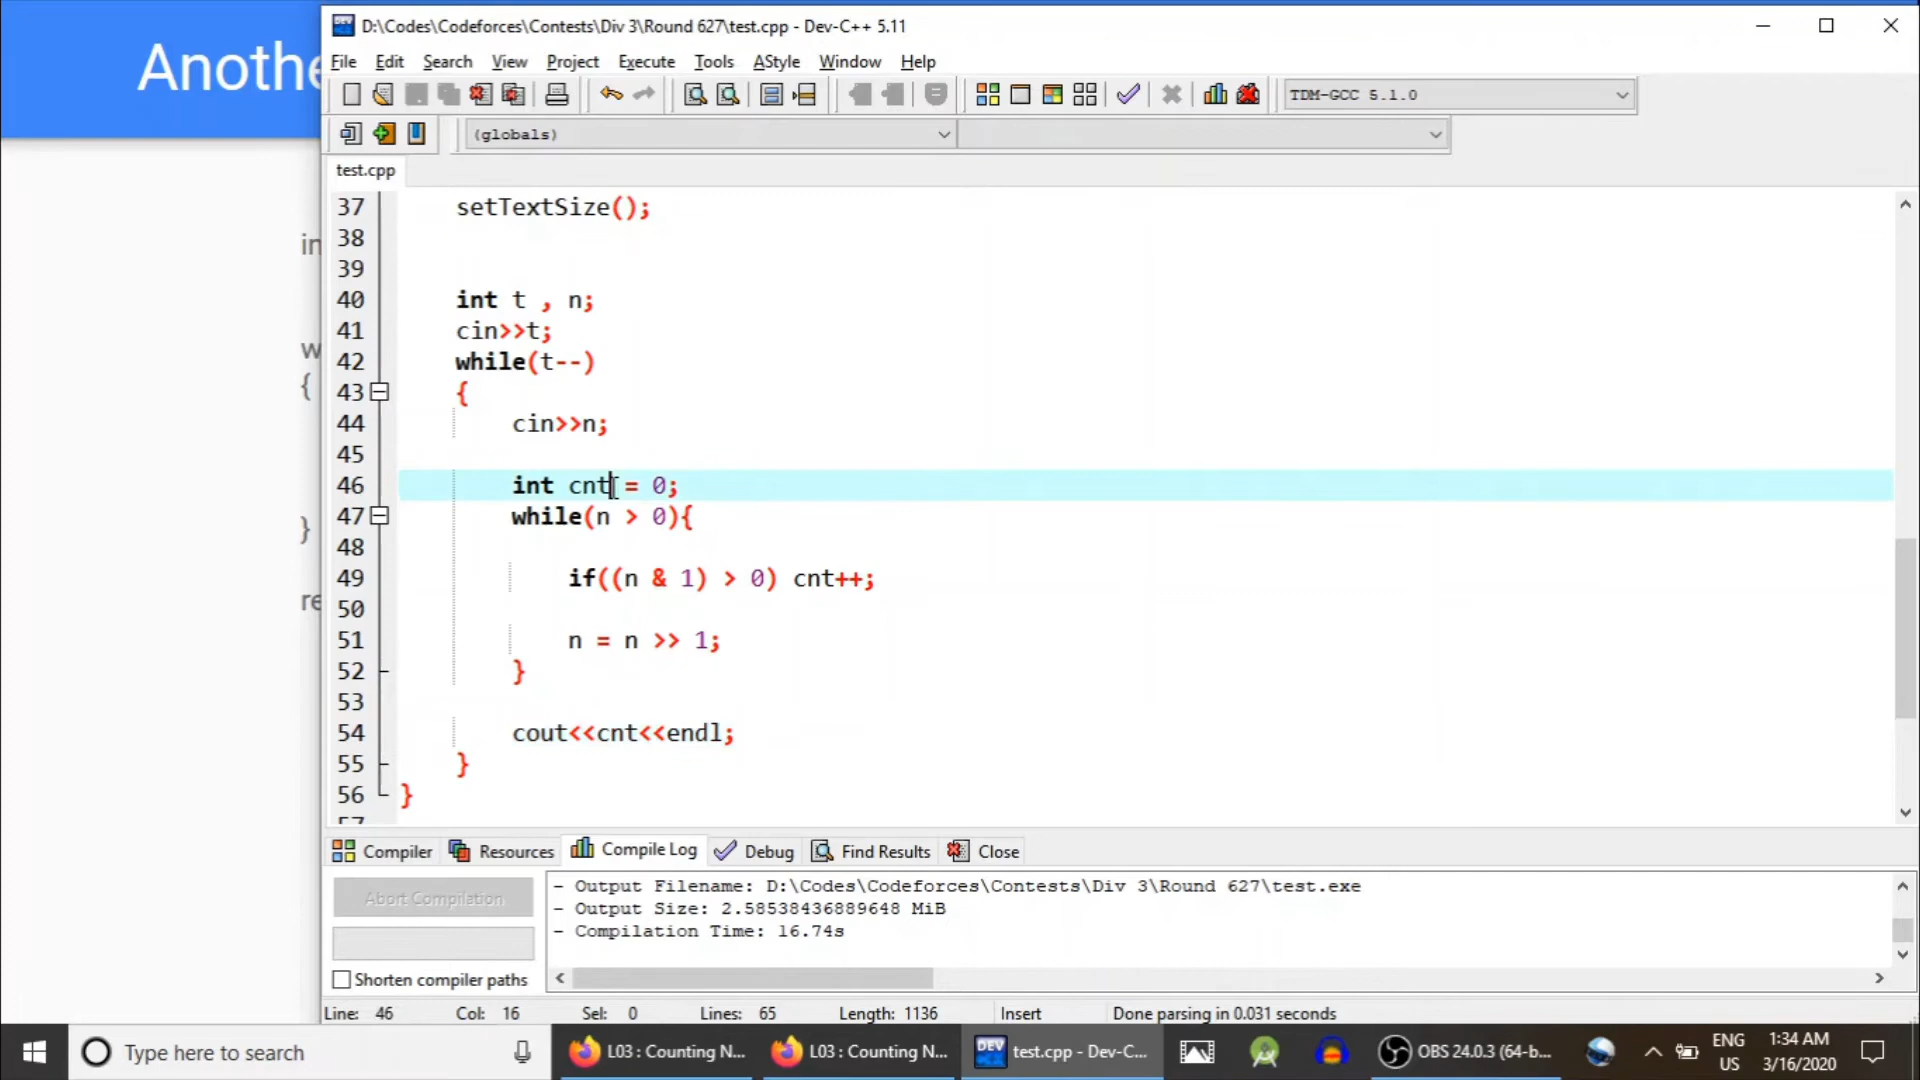 Anothe
D:\Codes\Codeforces\Contests\Div 3\Round 627\test.cpp - Dev-C++ 5.11
File Edit Search View Project Execute Tools AStyle Window Help
TDM-GCC 5.1.0
(globals)
test.cpp
37 setTextSize();
38
39
40 int t , n;
41 cin>>t;
42 while(t--)
43 {
44 cin>>n;
45
46 int cnt = 0;
47 while(n > 0){
48
49 if((n & 1) > 0) cnt++;
50
51 n = n >> 1;
52 }
53
54 cout<<cnt<<endl;
55 }
56 }
57
in
w
{
}
re
Compiler Resources Compile Log Debug Find Results Close
Abort Compilation
Shorten compiler paths
- Output Filename: D:\Codes\Codeforces\Contests\Div 3\Round 627\test.exe
- Output Size: 2.58538436889648 MiB
- Compilation Time: 16.74s
Line: 46 Col: 16 Sel: 0 Lines: 65 Length: 1136 Insert Done parsing in 0.031 seconds
Type here to search
L03 : Counting N...
L03 : Counting N...
DEV
test.cpp - Dev-C...
OBS 24.0.3 (64-b...
ENG
US
1:34 AM
3/16/2020